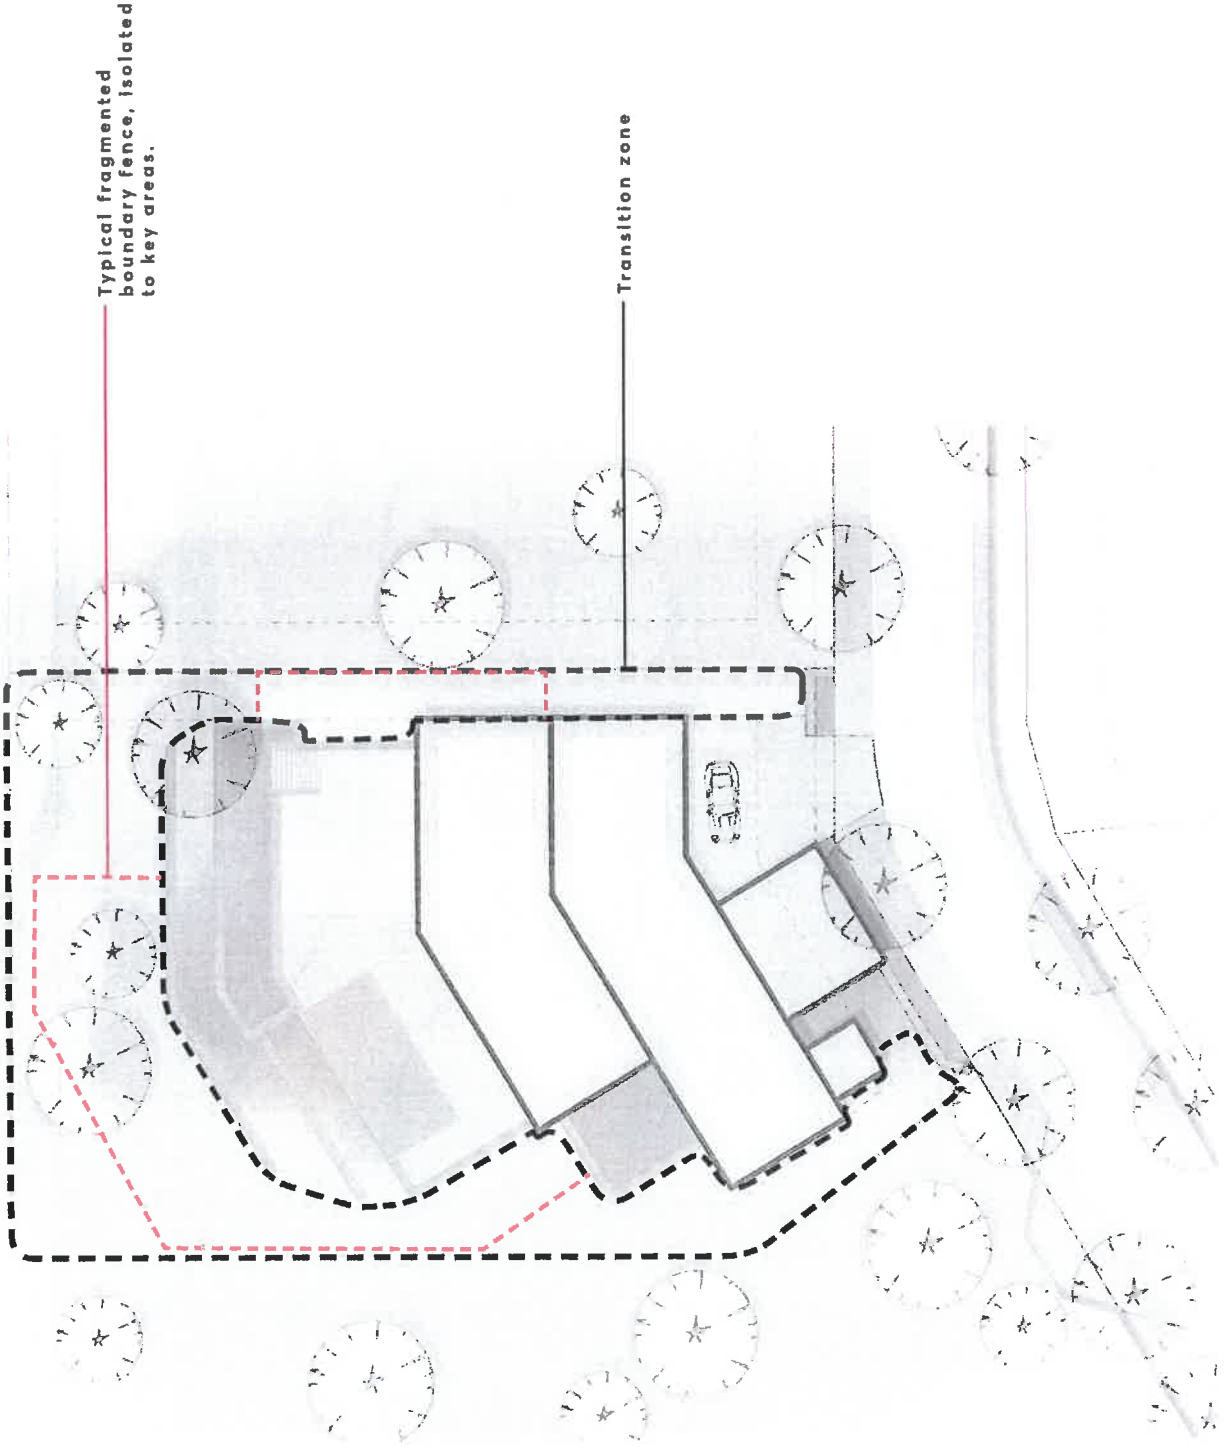 Typical fragmented
boundary fence, isolated
to key areas.
Transition zone